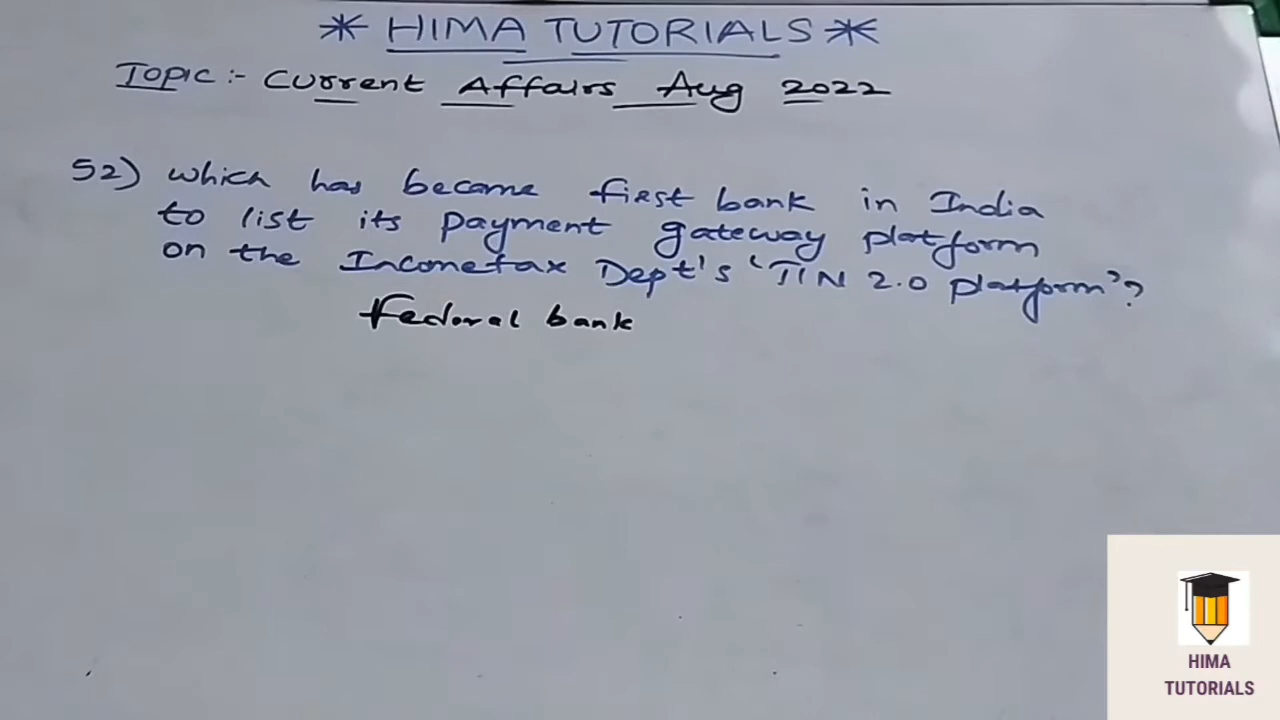 * HIMA TUTORIALS *
TOPIC :- Current Affairs Aug 2022
52) which has become first bank in India
to list its payment gateway platform
on the Incometax Dept's 'TIN 2.0 platform'?
Federal bank
HIMA
TUTORIALS